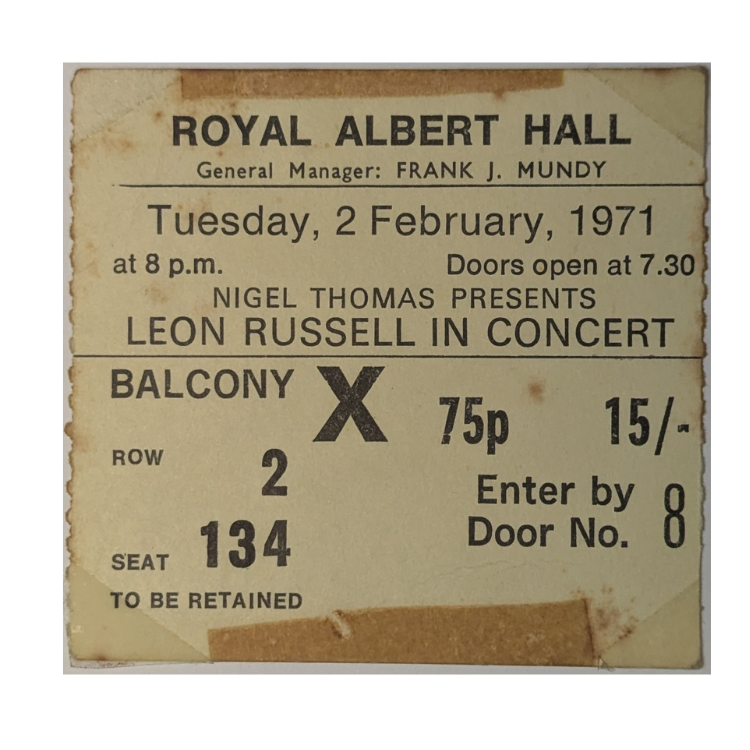 ROYAL ALBERT HALL
General Manager: FRANK J. MUNDY
Tuesday, 2 February, 1971
at 8 p.m. Doors open at 7.30
NIGEL THOMAS PRESENTS
LEON RUSSELL IN CONCERT
BALCONY X 75p 15/-
ROW 2
Enter by
Door No. 8
SEAT 134
TO BE RETAINED